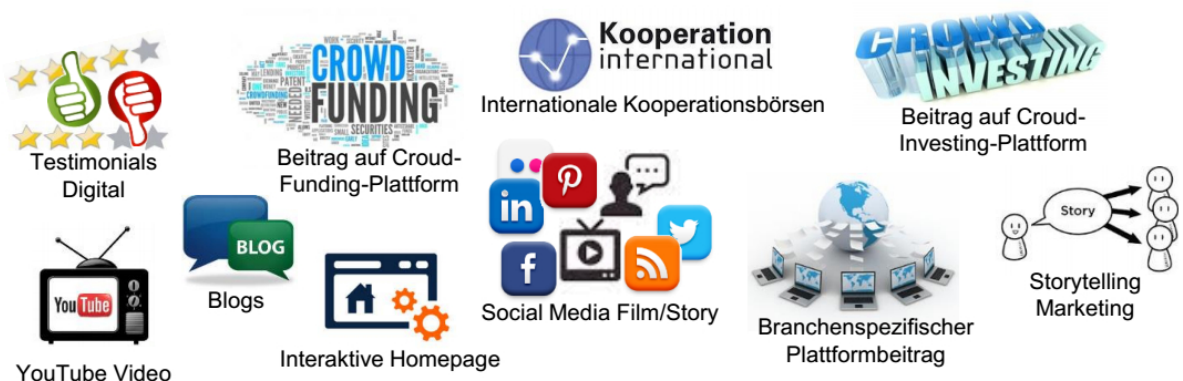 Testimonials
Digital
CROWD
FUNDING
Beitrag auf Croud-
Funding-Plattform
Kooperation
international
Internationale Kooperationsbörsen
CROWD
INVESTING
Beitrag auf Croud-
Investing-Plattform
YouTube
YouTube Video
BLOG
Blogs
Interaktive Homepage
in
f
Social Media Film/Story
Branchenspezifischer
Plattformbeitrag
Story
Storytelling
Marketing